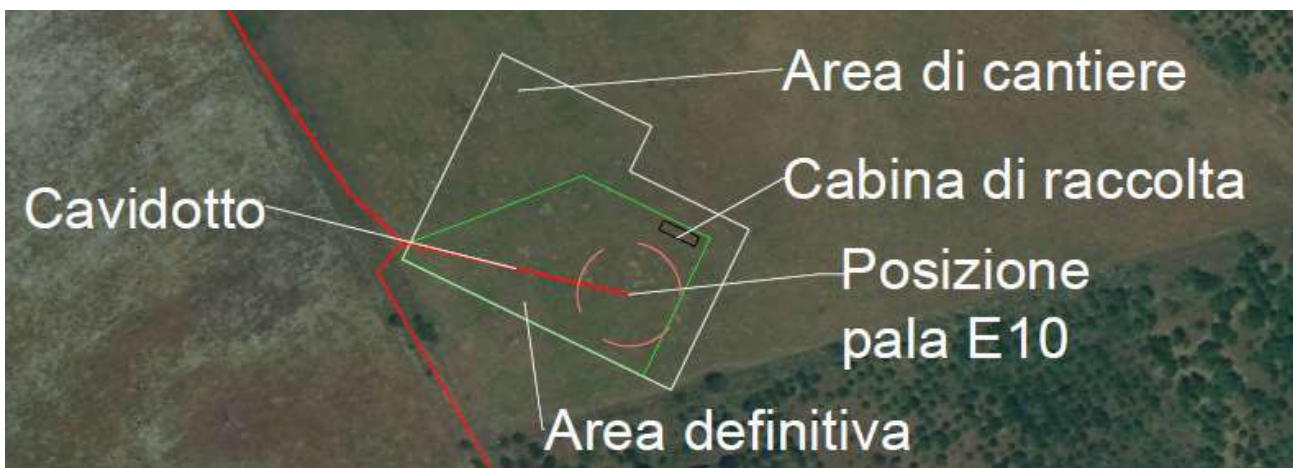 Area di cantiere
Cabina di raccolta
Cavidotto
Posizione
pala E10
Area definitiva